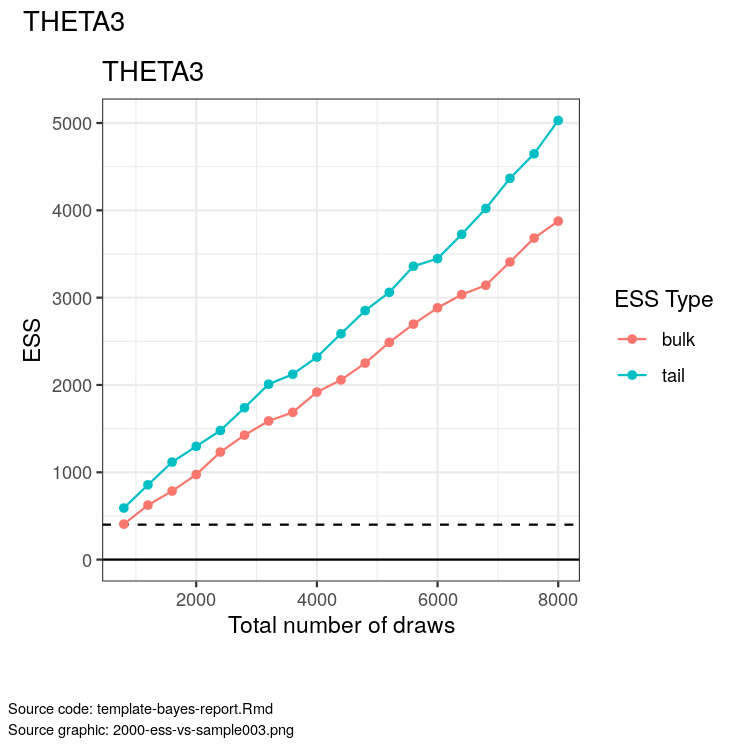 THETA3
THETA3
5000
4000
3000
2000
1000
0
ESS
2000 4000 6000 8000
Total number of draws
ESS Type
bulk
tail
Source code: template-bayes-report.Rmd
Source graphic: 2000-ess-vs-sample003.png